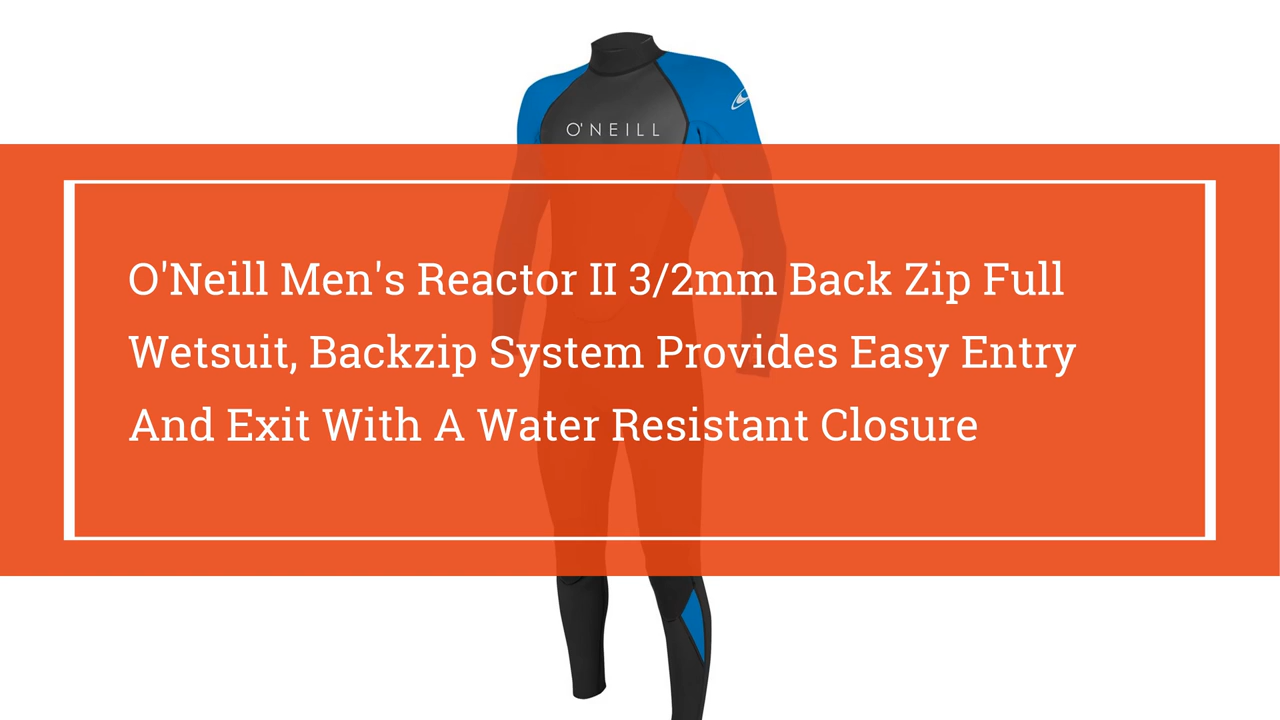 O'NEILL
O'Neill Men's Reactor II 3/2mm Back Zip Full
Wetsuit, Backzip System Provides Easy Entry
And Exit With A Water Resistant Closure